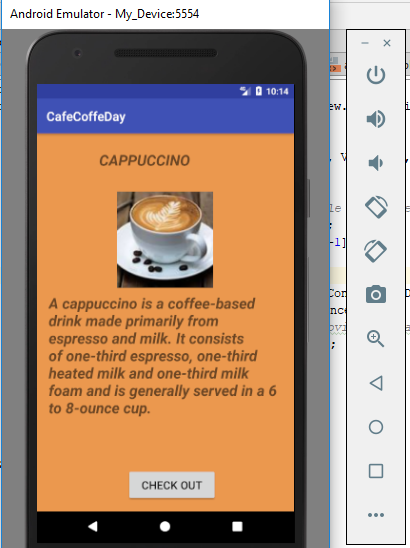 Android Emulator - My_Device:5554
10:14
CafeCoffeDay
CAPPUCCINO
A cappuccino is a coffee-based
drink made primarily from
espresso and milk. It consists
of one-third espresso, one-third
heated milk and one-third milk
foam and is generally served in a 6
to 8-ounce cup.
CHECK OUT